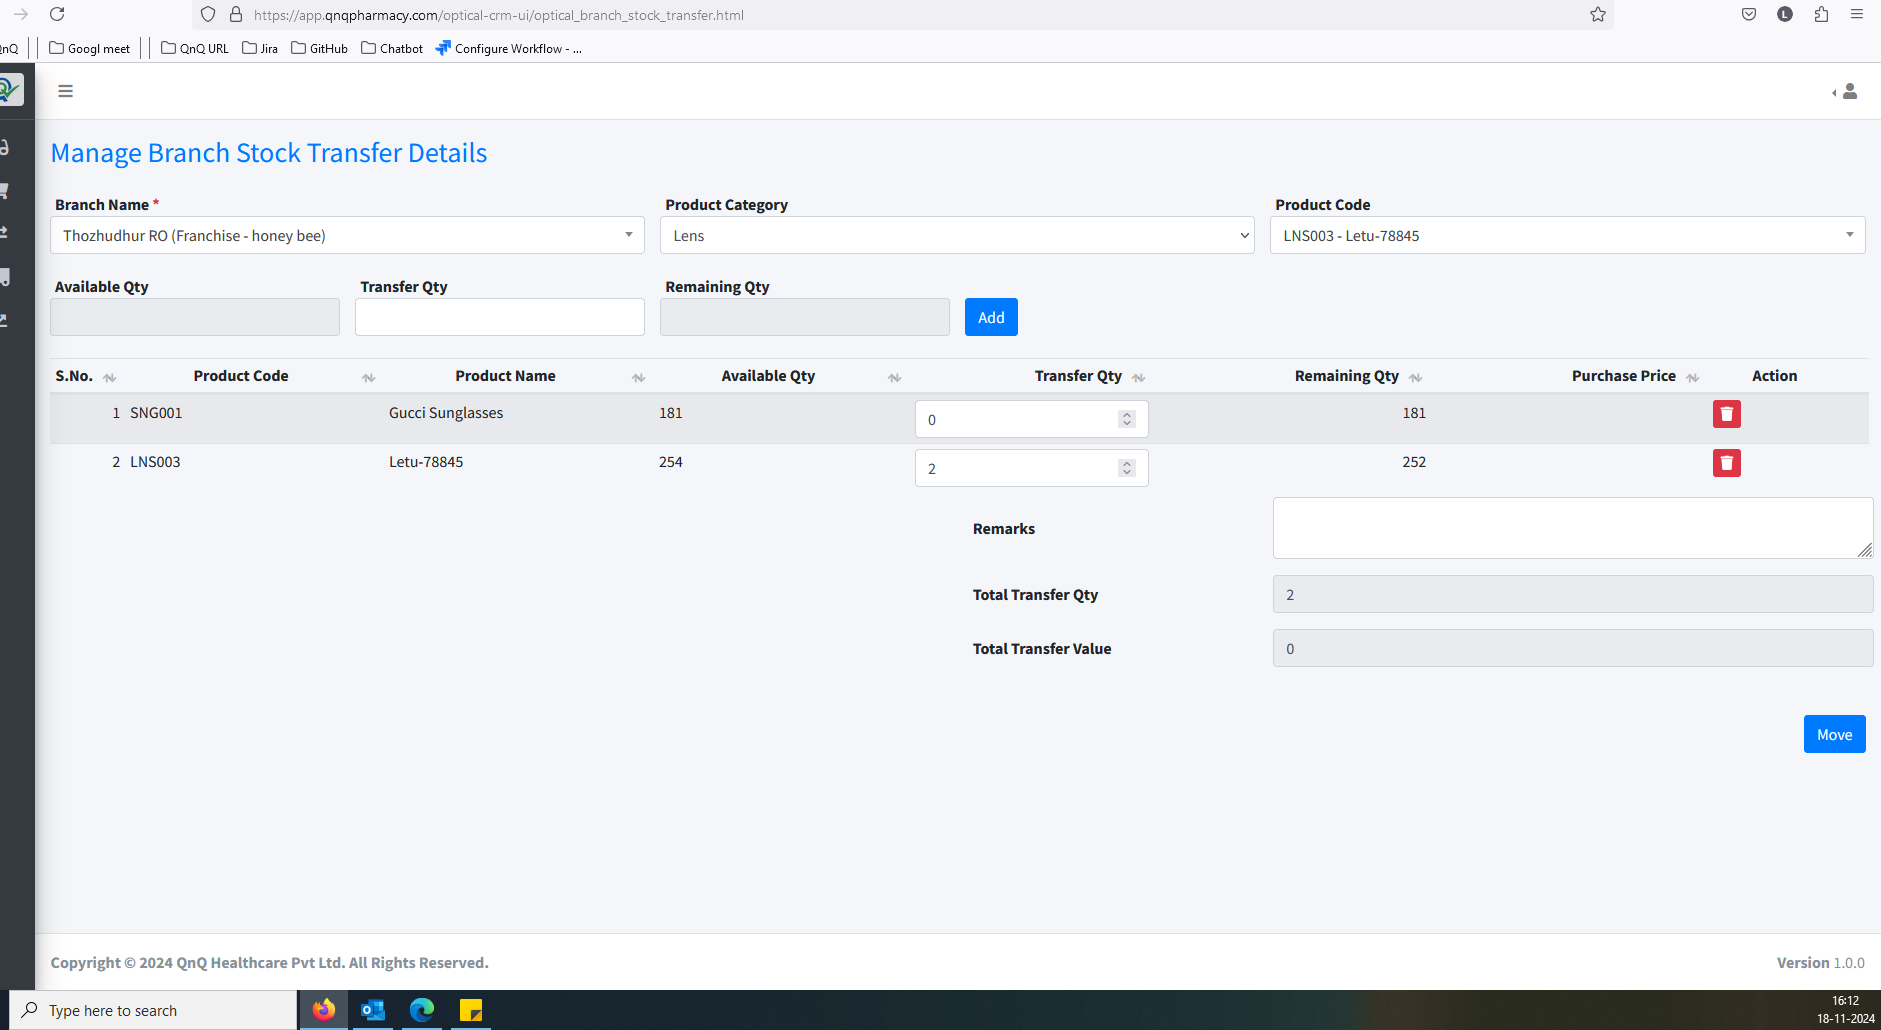 https://app.qnqpharmacy.com/optical-crm-ui/optical_branch_stock_transfer.html
L
QnQ
Googl meet
QnQ URL
Jira
GitHub
Chatbot
Configure Workflow - ...
Manage Branch Stock Transfer Details
Branch Name *
Product Category
Product Code
Thozhudhur RO (Franchise - honey bee)
Lens
LNS003 - Letu-78845
Available Qty
Transfer Qty
Remaining Qty
Add
S.No. Product Code Product Name Available Qty Transfer Qty Remaining Qty Purchase Price Action
1 SNG001 Gucci Sunglasses 181 0 181
2 LNS003 Letu-78845 254 2 252
Remarks
Total Transfer Qty 2
Total Transfer Value 0
Move
Copyright © 2024 QnQ Healthcare Pvt Ltd. All Rights Reserved.
Version 1.0.0
Type here to search
16:12
18-11-2024